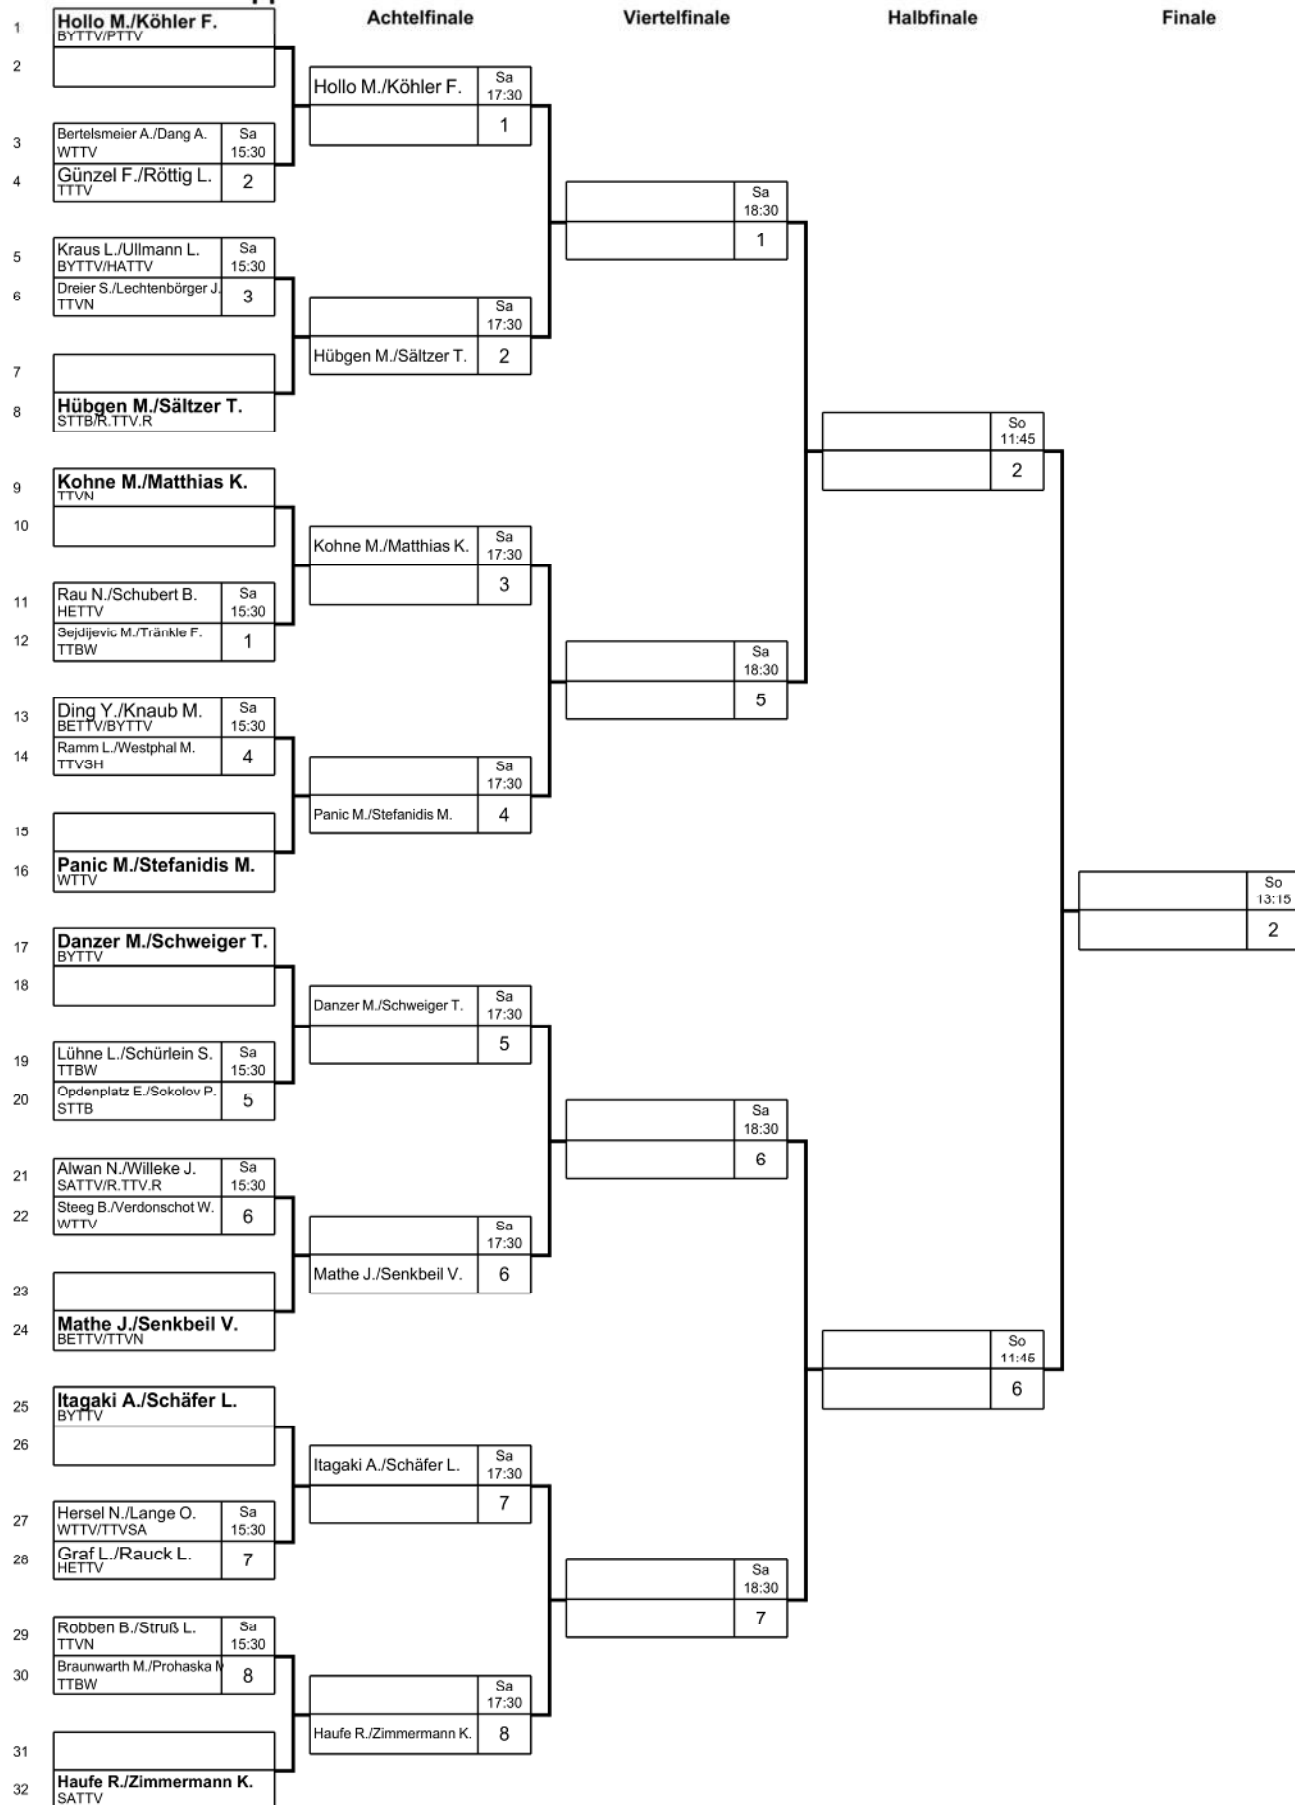 Achtelfinale Viertelfinale Halbfinale Finale
1 Hollo M./Köhler F.
BYTTV/PTTV
2
Hollo M./Köhler F. Sa
17:30
1
3 Bertelsmeier A./Dang A. Sa
WTTV 15:30
4 Günzel F./Röttig L. 2
TTTV
Sa
18:30
1
5 Kraus L./Ullmann L. Sa
BYTTV/HATTV 15:30
6 Dreier S./Lechtenbörger J. 3
TTVN
Sa
17:30
Hübgen M./Sältzer T. 2
7
8 Hübgen M./Sältzer T.
STTB/R.TTV.R
So
11:45
2
9 Kohne M./Matthias K.
TTVN
10
Kohne M./Matthias K. Sa
17:30
3
11 Rau N./Schubert B. Sa
HETTV 15:30
12 Sejdijevic M./Tränkle F. 1
TTBW
Sa
18:30
5
13 Ding Y./Knaub M. Sa
BETTV/BYTTV 15:30
14 Ramm L./Westphal M. 4
TTVSH
Sa
17:30
Panic M./Stefanidis M. 4
15
16 Panic M./Stefanidis M.
WTTV
So
13:15
2
17 Danzer M./Schweiger T.
BYTTV
18
Danzer M./Schweiger T. Sa
17:30
5
19 Lühne L./Schürlein S. Sa
TTBW 15:30
20 Opdenplatz E./Sokolov P. 5
STTB
Sa
18:30
6
21 Alwan N./Willeke J. Sa
SATTV/R.TTV.R 15:30
22 Steeg B./Verdonschot W. 6
WTTV
Sa
17:30
Mathe J./Senkbeil V. 6
23
24 Mathe J./Senkbeil V.
BETTV/TTVN
So
11:45
6
25 Itagaki A./Schäfer L.
BYTTV
26
Itagaki A./Schäfer L. Sa
17:30
7
27 Hersel N./Lange O. Sa
WTTV/TTVSA 15:30
28 Graf L./Rauck L. 7
HETTV
Sa
18:30
7
29 Robben B./Struß L. Sa
TTVN 15:30
30 Braunwarth M./Prohaska 8
TTBW
Sa
17:30
Haufe R./Zimmermann K. 8
31
32 Haufe R./Zimmermann K.
SATTV